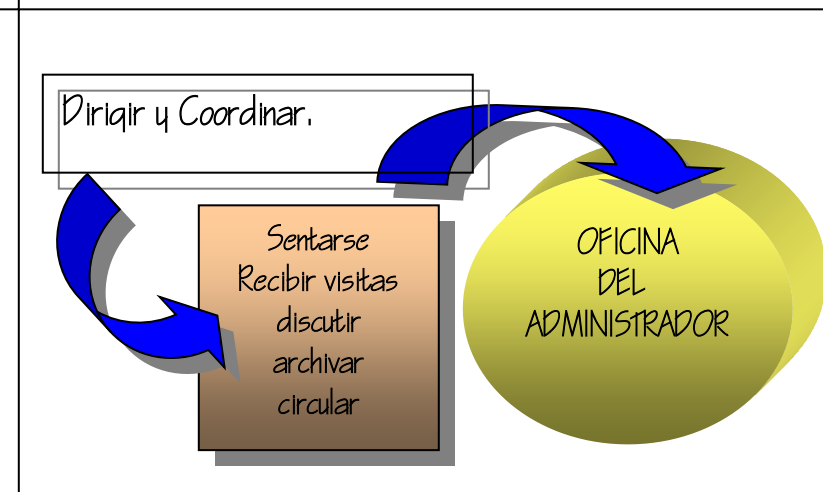 Dirigir y Coordinar.
Sentarse
Recibir visitas
discutir
archivar
circular
OFICINA
DEL
ADMINISTRADOR